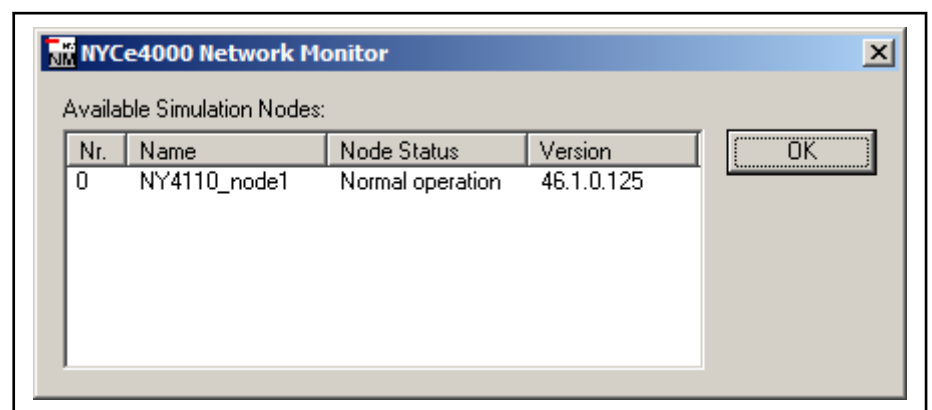 NYCe4000 Network Monitor
Available Simulation Nodes:
Nr. Name Node Status Version
0 NY4110_node1 Normal operation 46.1.0.125
OK